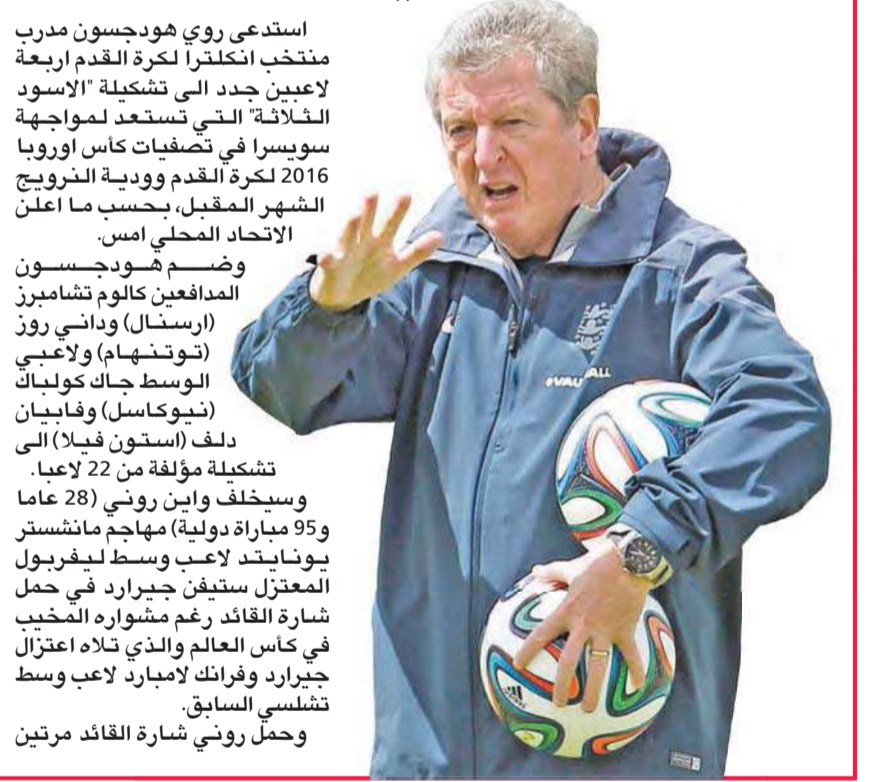 استدعى روي هودجسون مدرب
منتخب انكلترا لكرة القدم اربعة
لاعبين جدد الى تشكيلة "الاسود
الثلاثة" التي تستعد لمواجهة
سويسرا في تصفيات كأس اوروبا
2016 لكرة القدم وودية النرويج
الشهر المقبل، بحسب ما اعلن
الاتحاد المحلي امس.
وضم هودجسون
المدافعين كالوم تشامبرز
(ارسنال) وداني روز
(توتنهام) ولاعبي
الوسط جاك كولباك
(نيوكاسل) وفابيان
دلف (استون فيلا) الى
تشكيلة مؤلفة من 22 لاعبا.
وسيخلف واين روني (28 عاما
و95 مباراة دولية) مهاجم مانشستر
يونايتد لاعب وسط ليفربول
المعتزل ستيفن جيرارد في حمل
شارة القائد رغم مشواره المخيب
في كأس العالم والذي تلاه اعتزال
جيرارد وفرانك لامبارد لاعب وسط
تشلسي السابق.
وحمل روني شارة القائد مرتين
adidas